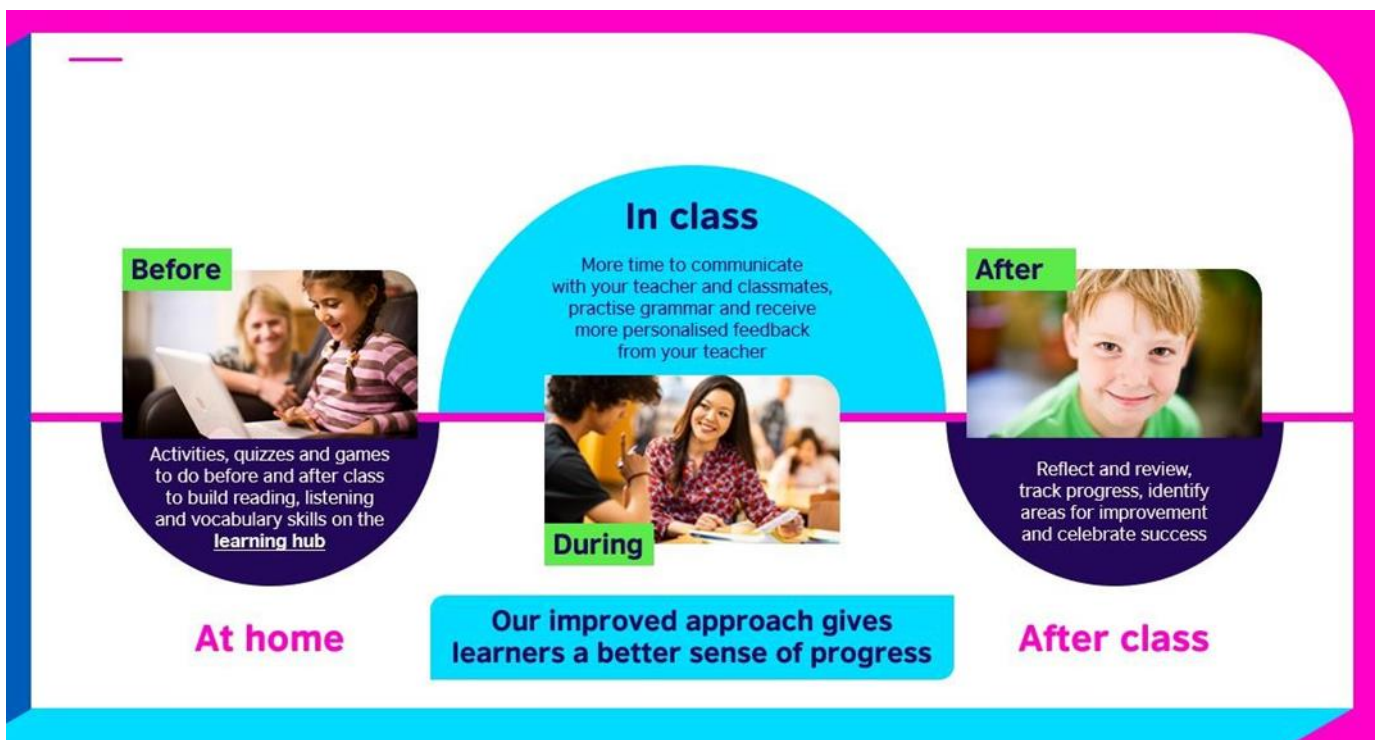 Before
Activities, quizzes and games
to do before and after class
to build reading, listening
and vocabulary skills on the
learning hub
At home
In class
More time to communicate
with your teacher and classmates,
practise grammar and receive
more personalised feedback
from your teacher
During
Our improved approach gives
learners a better sense of progress
After
Reflect and review,
track progress, identify
areas for improvement
and celebrate success
After class